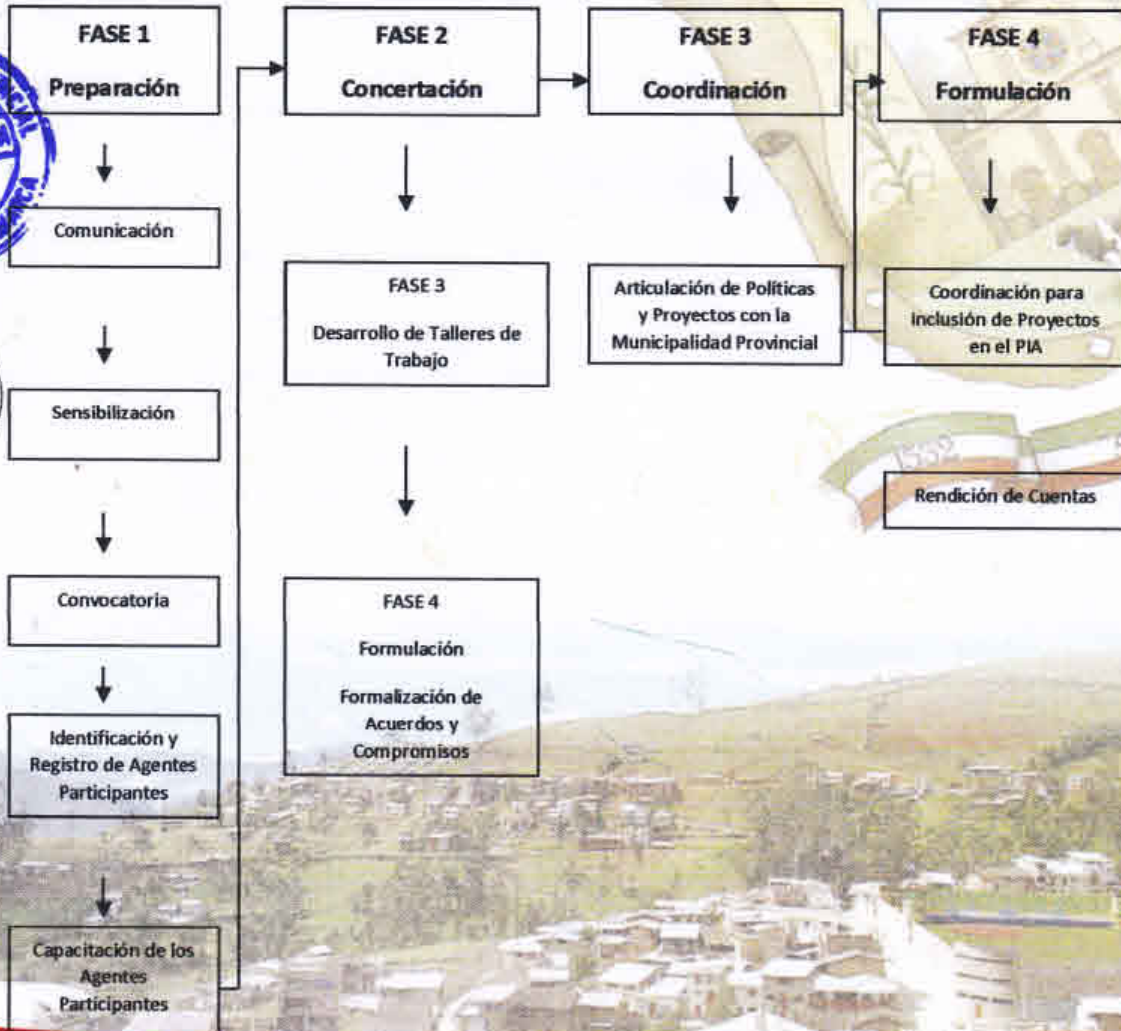 FASE 1
Preparación
Comunicación
Sensibilización
Convocatoria
Identificación y
Registro de Agentes
Participantes
Capacitación de los
Agentes
Participantes
FASE 2
Concertación
FASE 3
Desarrollo de Talleres de
Trabajo
FASE 4
Formulación
Formalización de
Acuerdos y
Compromisos
FASE 3
Coordinación
Articulación de Políticas
y Proyectos con la
Municipalidad Provincial
FASE 4
Formulación
Coordinación para
inclusión de Proyectos
en el PIA
1532
Rendición de Cuentas